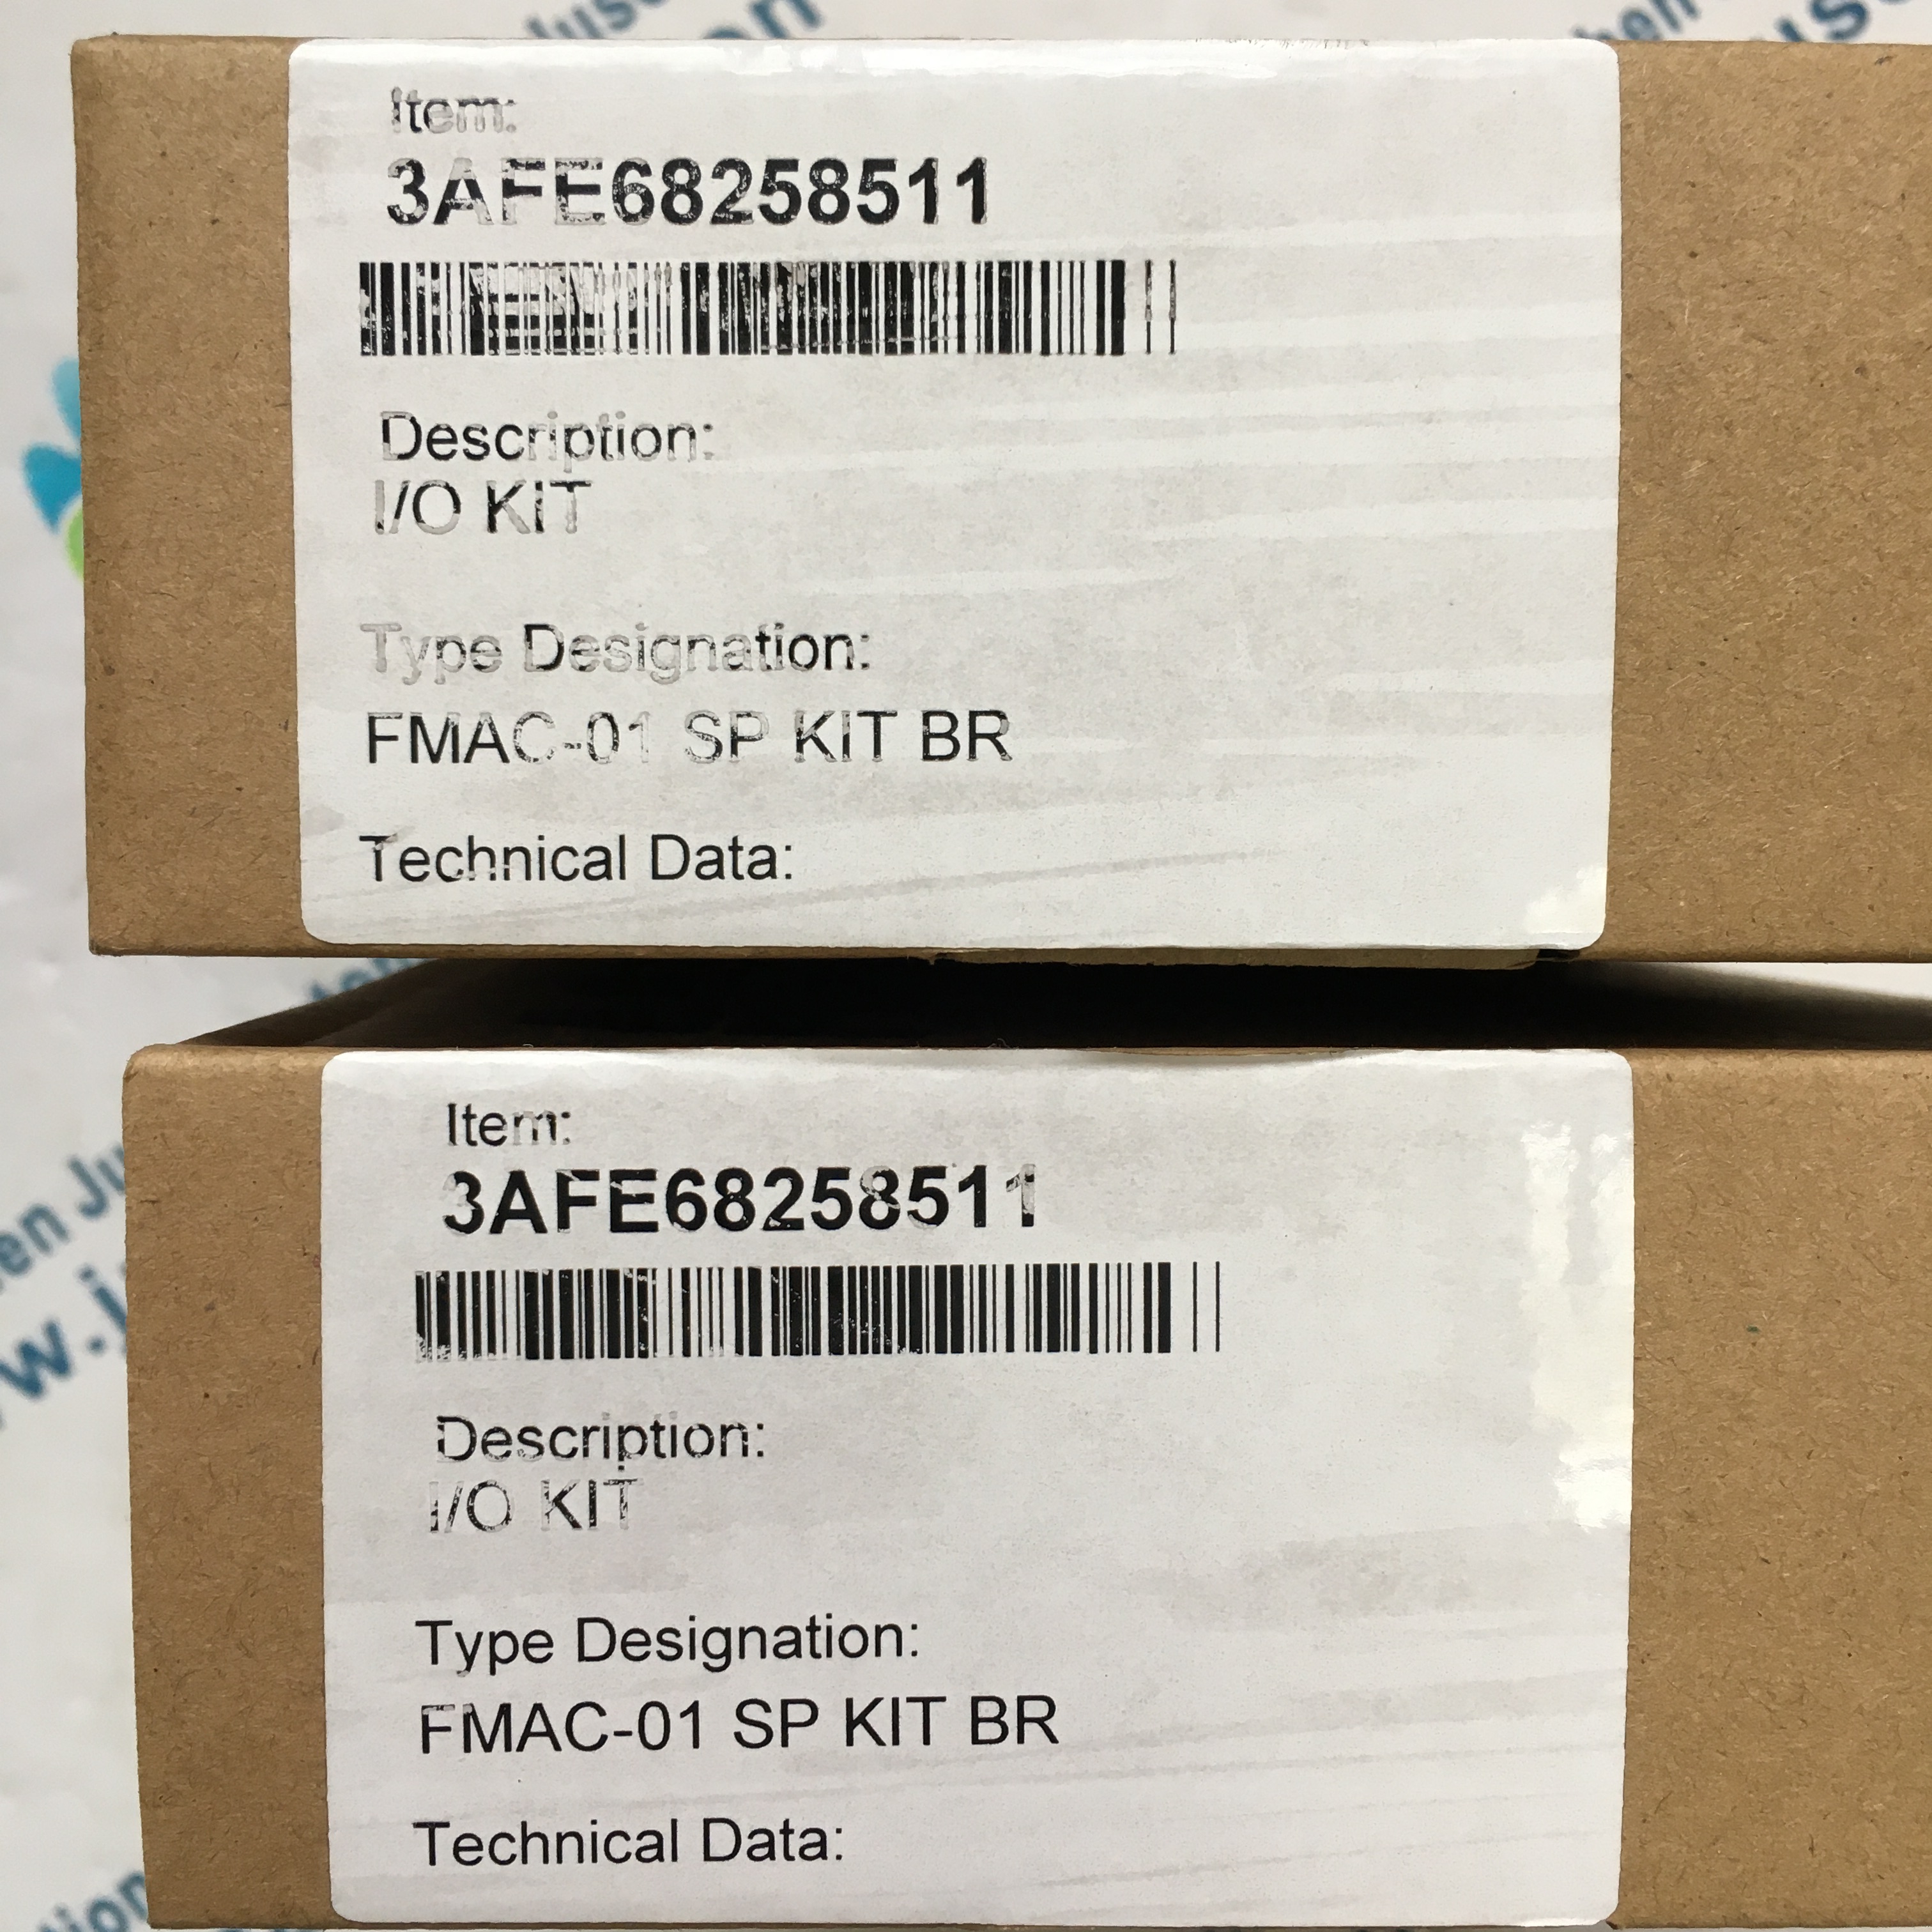 Item:
3AFE68258511
Description:
I/O KIT
Type Designation:
FMAC-01 SP KIT BR
Technical Data:
Item:
3AFE68258511
Description:
I/O KIT
Type Designation:
FMAC-01 SP KIT BR
Technical Data: